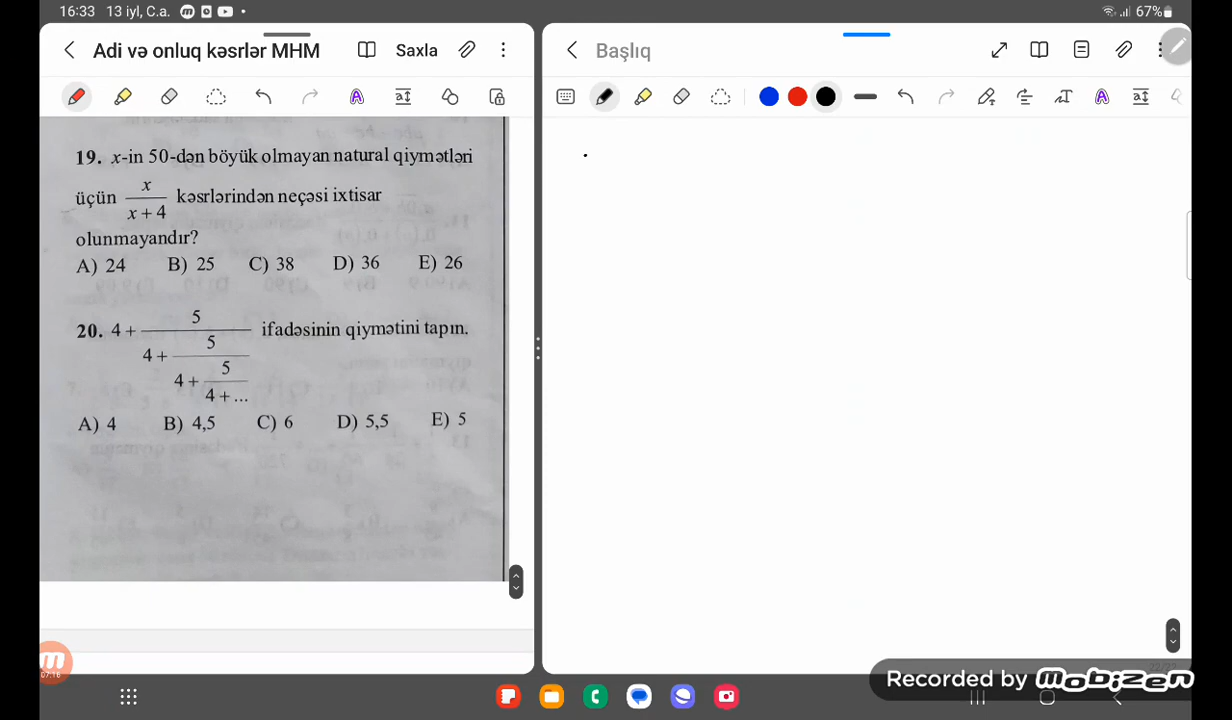 16:33 13 iyl, C.a. 67%
Adi və onluq kəsrlər MHM Saxla
Başlıq
19. x-in 50-dən böyük olmayan natural qiymətləri
üçün x/(x + 4) kəsrlərindən neçəsi ixtisar
olunmayandır?
A) 24 B) 25 C) 38 D) 36 E) 26
20. 4 + 5/(4 + 5/(4 + 5/(4 + ...))) ifadəsinin qiymətini tapın.
A) 4 B) 4,5 C) 6 D) 5,5 E) 5
07:16
Recorded by mobizen